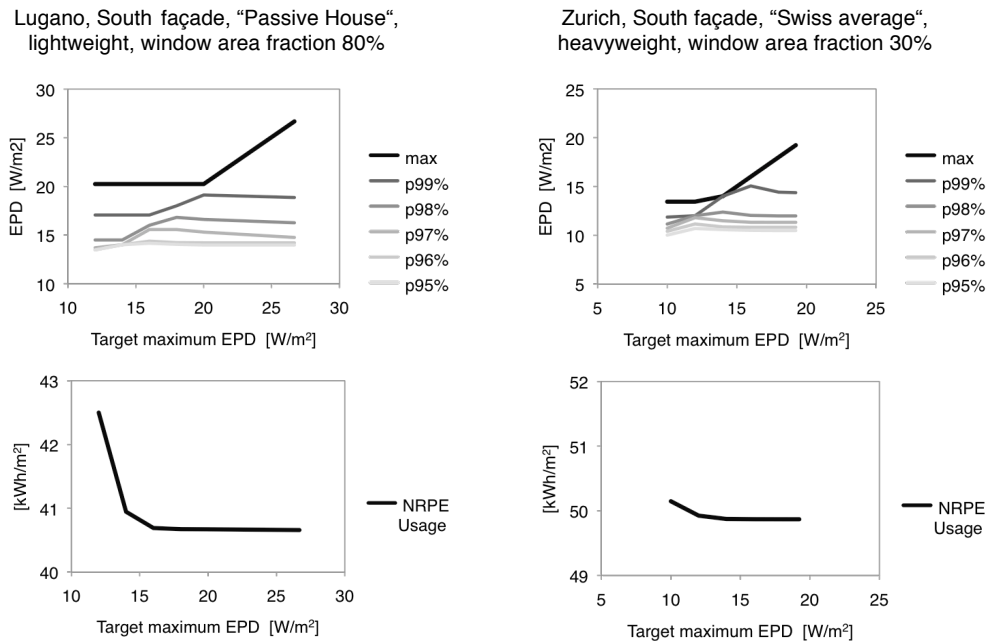 Lugano, South façade, “Passive House“,
lightweight, window area fraction 80%
Zurich, South façade, “Swiss average“,
heavyweight, window area fraction 30%
30
25
20
15
10
EPD [W/m2]
10
15
20
25
30
Target maximum EPD [W/m²]
max
p99%
p98%
p97%
p96%
p95%
25
20
15
10
5
EPD [W/m2]
5
10
15
20
25
Target maximum EPD [W/m²]
max
p99%
p98%
p97%
p96%
p95%
43
42
41
40
[kWh/m²]
10
15
20
25
30
Target maximum EPD [W/m²]
NRPE
Usage
52
51
50
49
[kWh/m²]
5
10
15
20
25
Target maximum EPD [W/m²]
NRPE
Usage